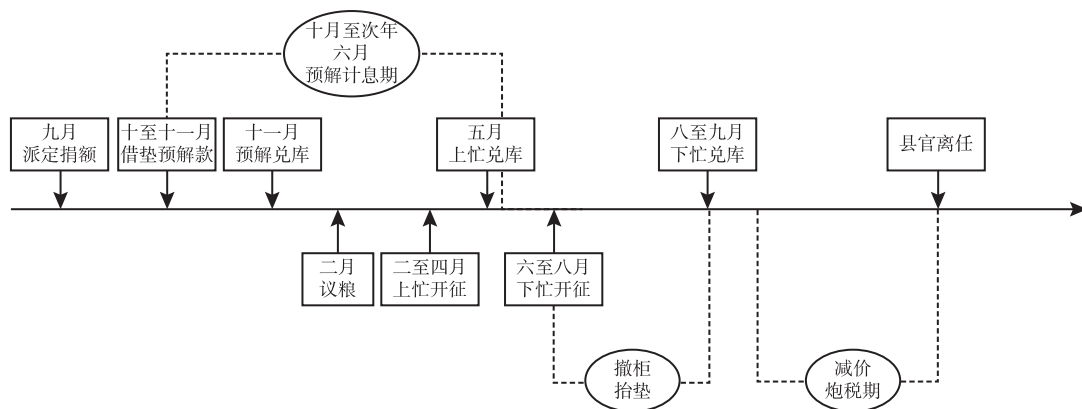 十月至次年
六月
预解计息期
九月
派定捐额
十至十一月
借垫预解款
十一月
预解兑库
五月
上忙兑库
八至九月
下忙兑库
县官离任
二月
议粮
二至四月
上忙开征
六至八月
下忙开征
撤柜
抬垫
减价
炮税期